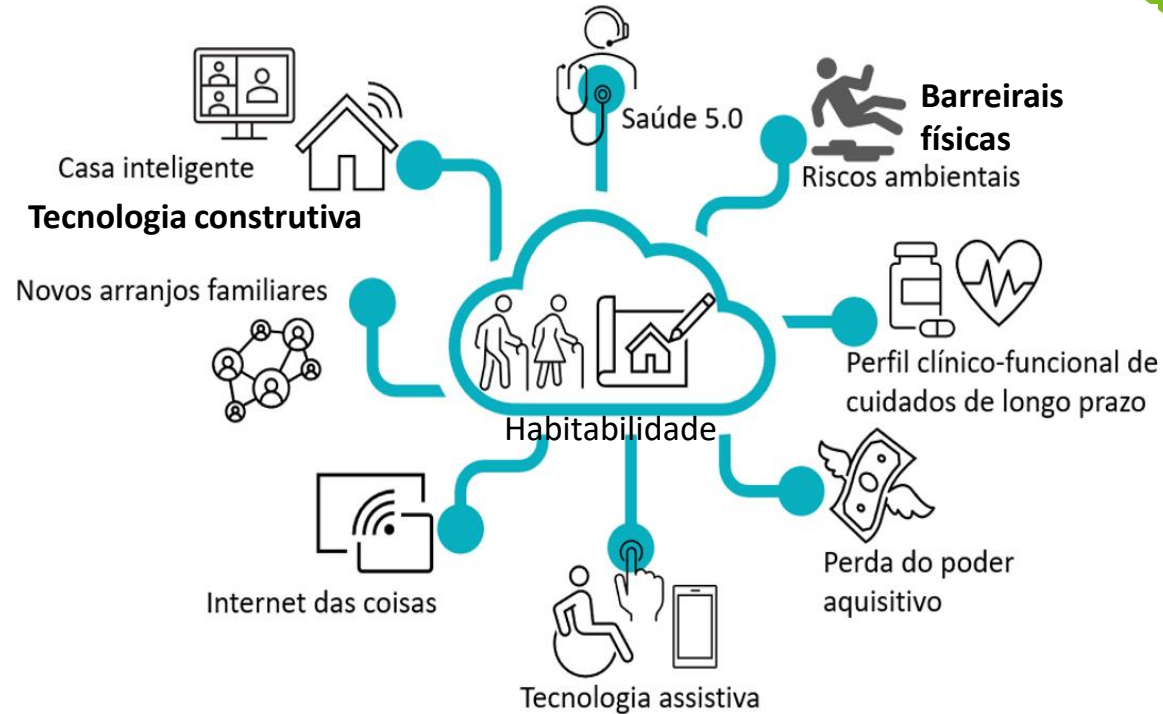 Saúde 5.0
Barreirais
físicas
Riscos ambientais
Casa inteligente
Tecnologia construtiva
Novos arranjos familiares
Perfil clínico-funcional de
cuidados de longo prazo
Habitabilidade
Perda do poder
aquisitivo
Internet das coisas
Tecnologia assistiva